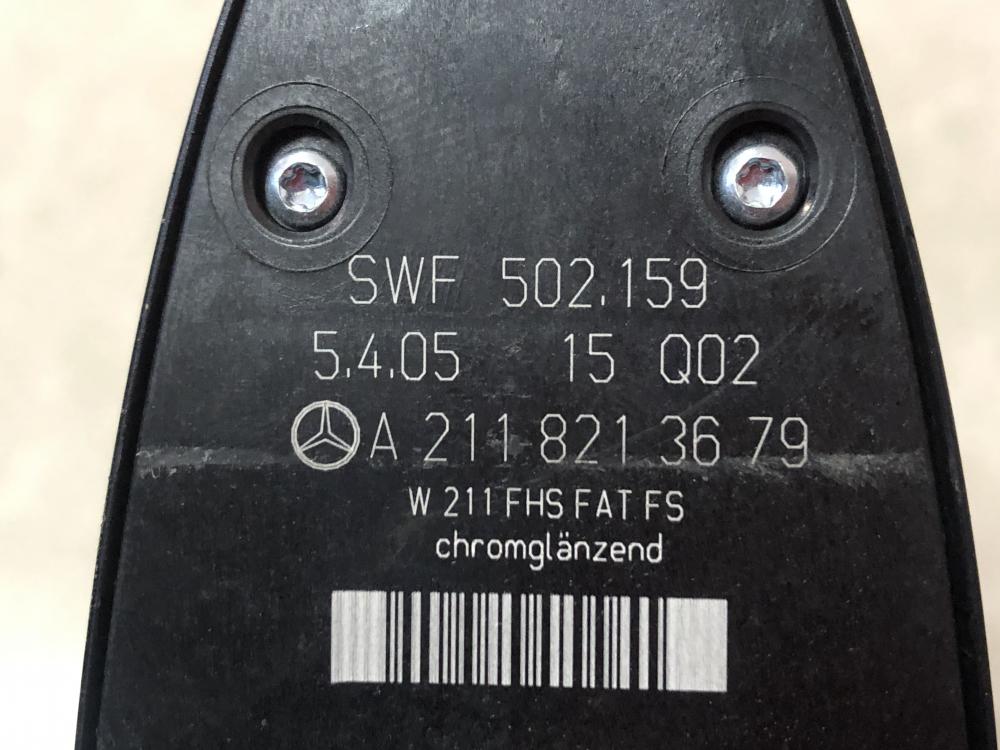 SWF 502.159
5.4.05 15 Q02
A 211 821 36 79
W 211 FHS FAT FS
chromglänzend